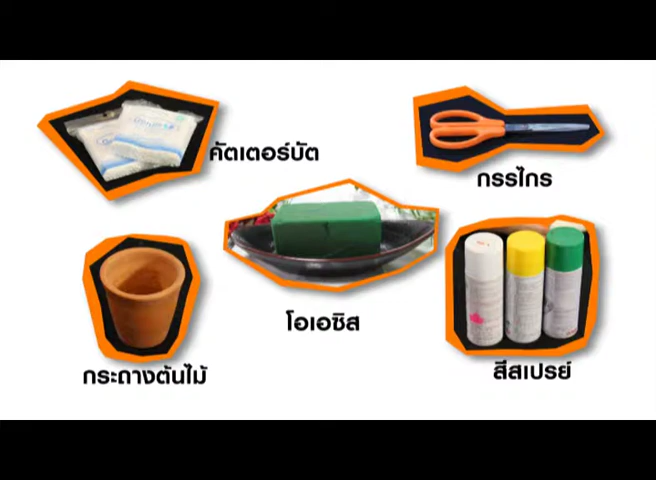 คัตเตอร์บัต
กรรไกร
โอเอซิส
กระถางต้นไม้
สีสเปรย์